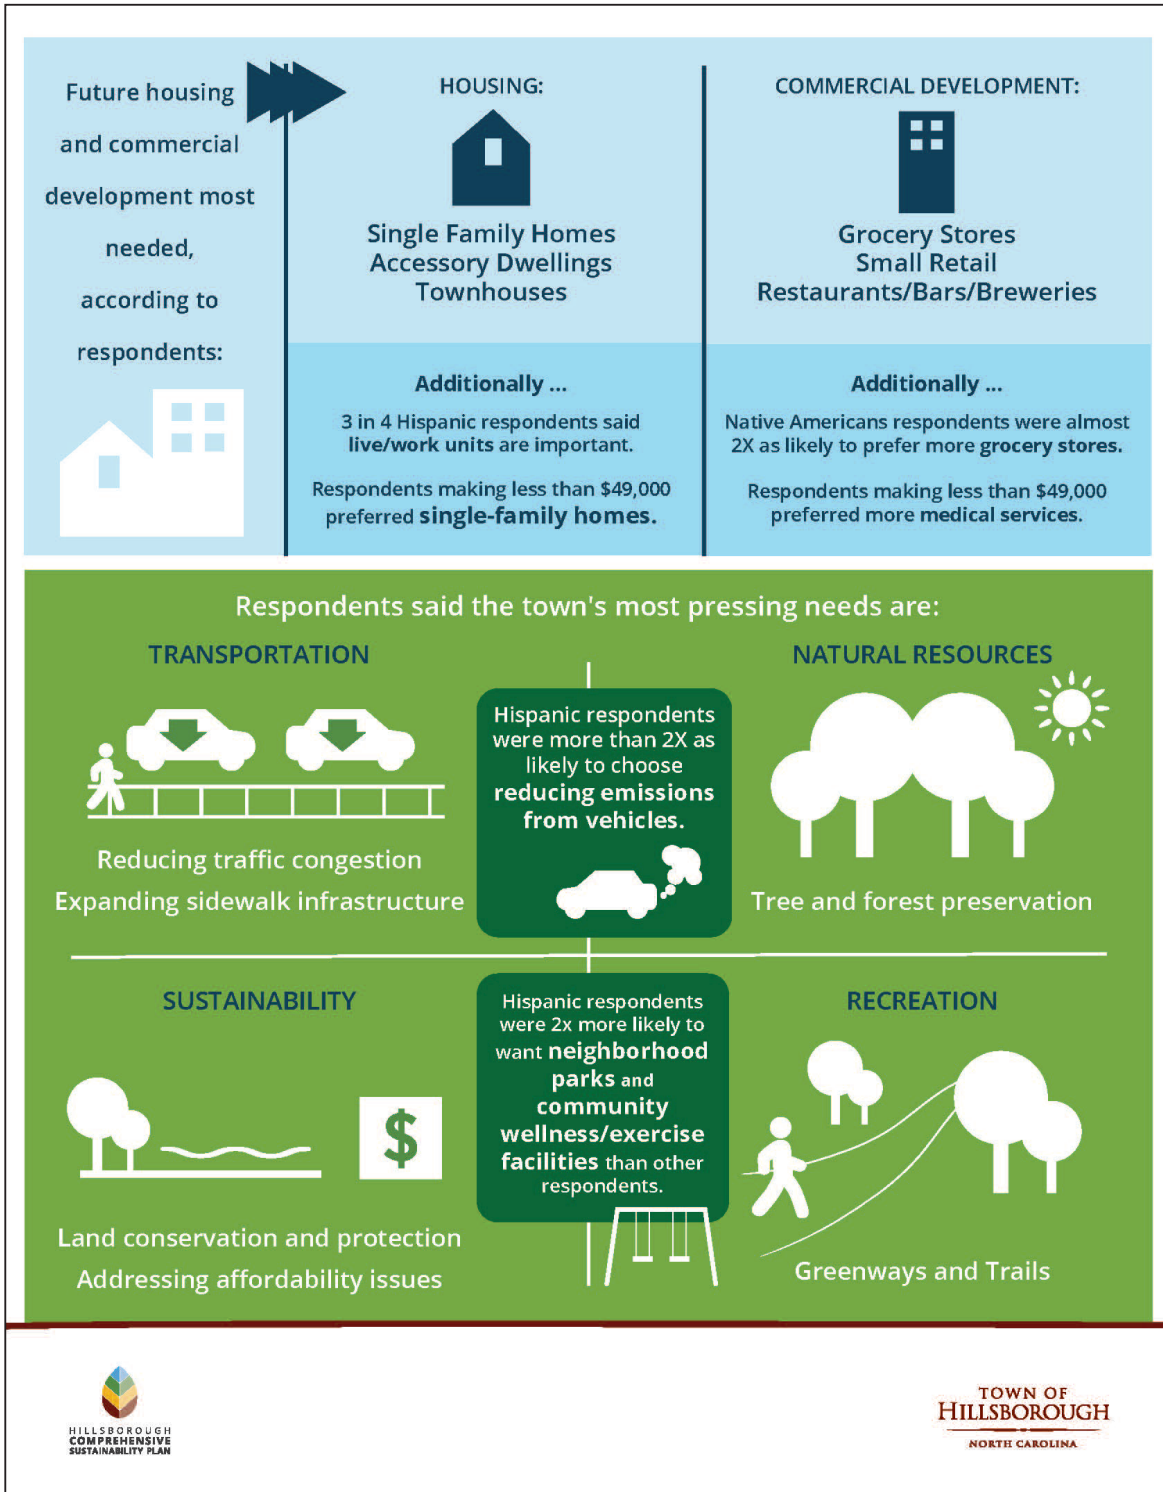 Future housing
and commercial
development most
needed,
according to
respondents:
HOUSING:
Single Family Homes
Accessory Dwellings
Townhouses
Additionally ...
3 in 4 Hispanic respondents said
live/work units are important.
Respondents making less than $49,000
preferred single-family homes.
COMMERCIAL DEVELOPMENT:
Grocery Stores
Small Retail
Restaurants/Bars/Breweries
Additionally ...
Native Americans respondents were almost
2X as likely to prefer more grocery stores.
Respondents making less than $49,000
preferred more medical services.
Respondents said the town's most pressing needs are:
TRANSPORTATION
Reducing traffic congestion
Expanding sidewalk infrastructure
Hispanic respondents
were more than 2X as
likely to choose
reducing emissions
from vehicles.
NATURAL RESOURCES
Tree and forest preservation
SUSTAINABILITY
$
Land conservation and protection
Addressing affordability issues
Hispanic respondents
were 2x more likely to
want neighborhood
parks and
community
wellness/exercise
facilities than other
respondents.
RECREATION
Greenways and Trails
HILLSBOROUGH
COMPREHENSIVE
SUSTAINABILITY PLAN
TOWN OF
HILLSBOROUGH
NORTH CAROLINA